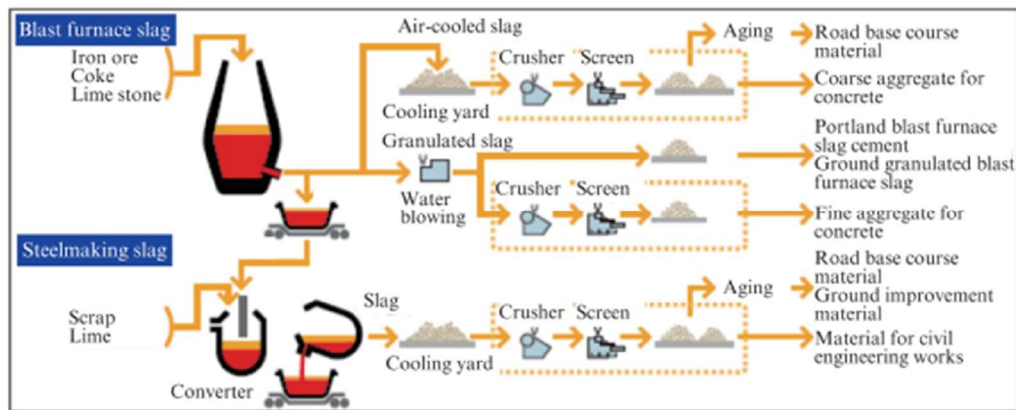 Blast furnace slag
Iron ore
Coke
Lime stone
Air-cooled slag
Cooling yard
Crusher
Screen
Aging
Road base course
material
Coarse aggregate for
concrete
Granulated slag
Water
blowing
Crusher
Screen
Portland blast furnace
slag cement
Ground granulated blast
furnace slag
Fine aggregate for
concrete
Steelmaking slag
Scrap
Lime
Converter
Slag
Cooling yard
Crusher
Screen
Aging
Road base course
material
Ground improvement
material
Material for civil
engineering works